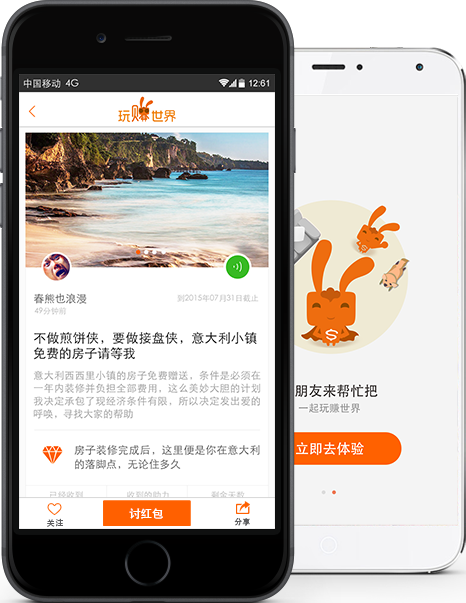 中国移动 4G 12:61
玩赚世界
春熊也浪漫
到2015年07月31日截止
49分钟前
不做煎饼侠，要做接盘侠，意大利小镇
免费的房子请等我
意大利西西里小镇的房子免费赠送，条件是必须在
一年内装修并负担全部费用，这么美妙大胆的计划
我决定承包了现经济条件有限，所以决定发出爱的
呼唤，寻找大家的帮助
房子装修完成后，这里便是你在意大利
的落脚点，无论住多久
已经收到 收到的助力 剩余天数
关注
讨红包
分享
S
朋友来帮忙把
一起玩赚世界
立即去体验